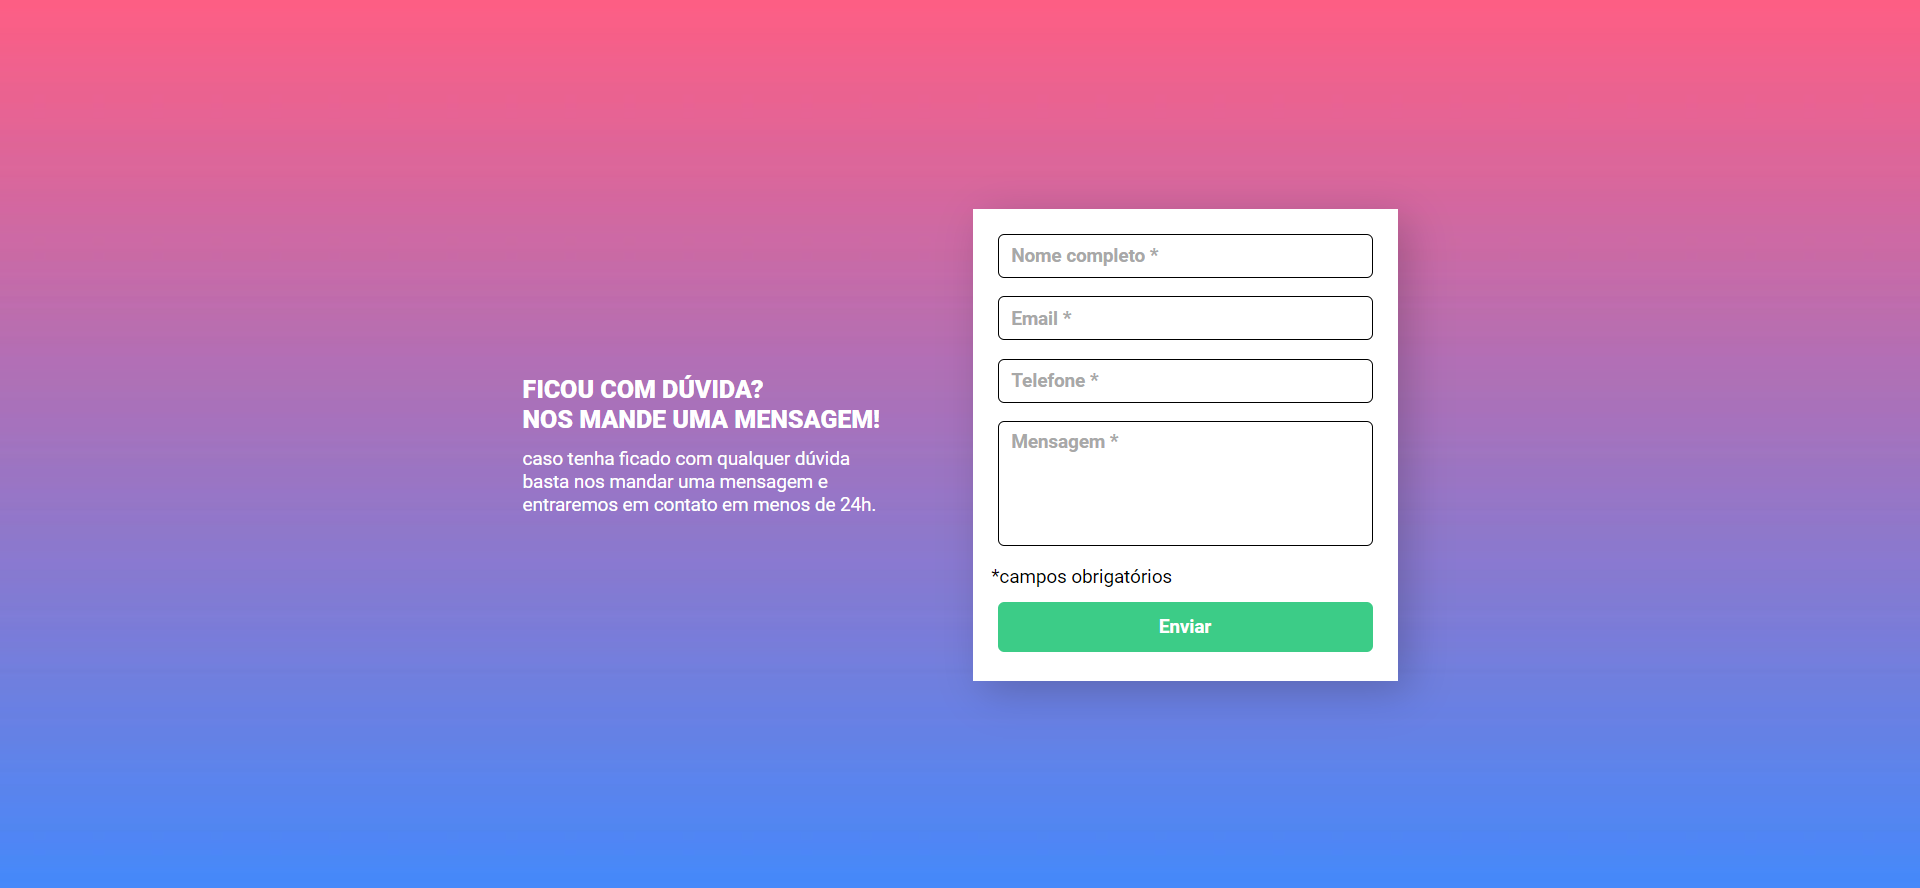 FICOU COM DÚVIDA?
NOS MANDE UMA MENSAGEM!
caso tenha ficado com qualquer dúvida
basta nos mandar uma mensagem e
entraremos em contato em menos de 24h.
Nome completo *
Email *
Telefone *
Mensagem *
*campos obrigatórios
Enviar